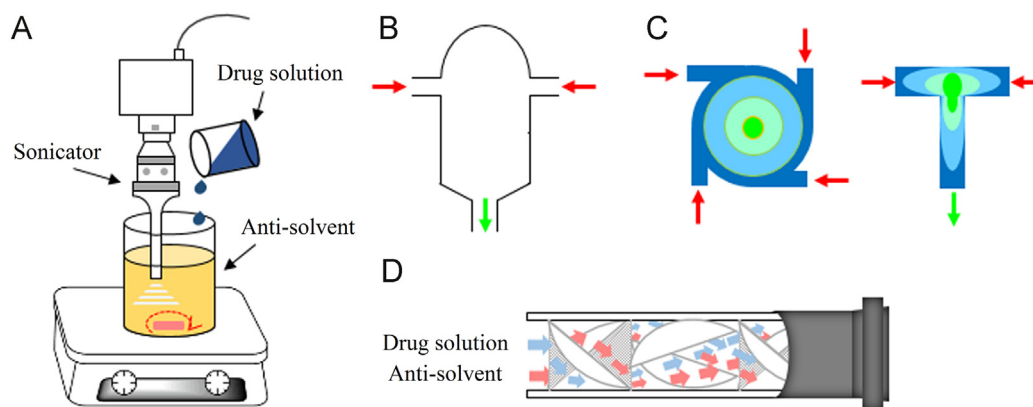 A
Drug solution
Sonicator
Anti-solvent
B
C
D
Drug solution
Anti-solvent